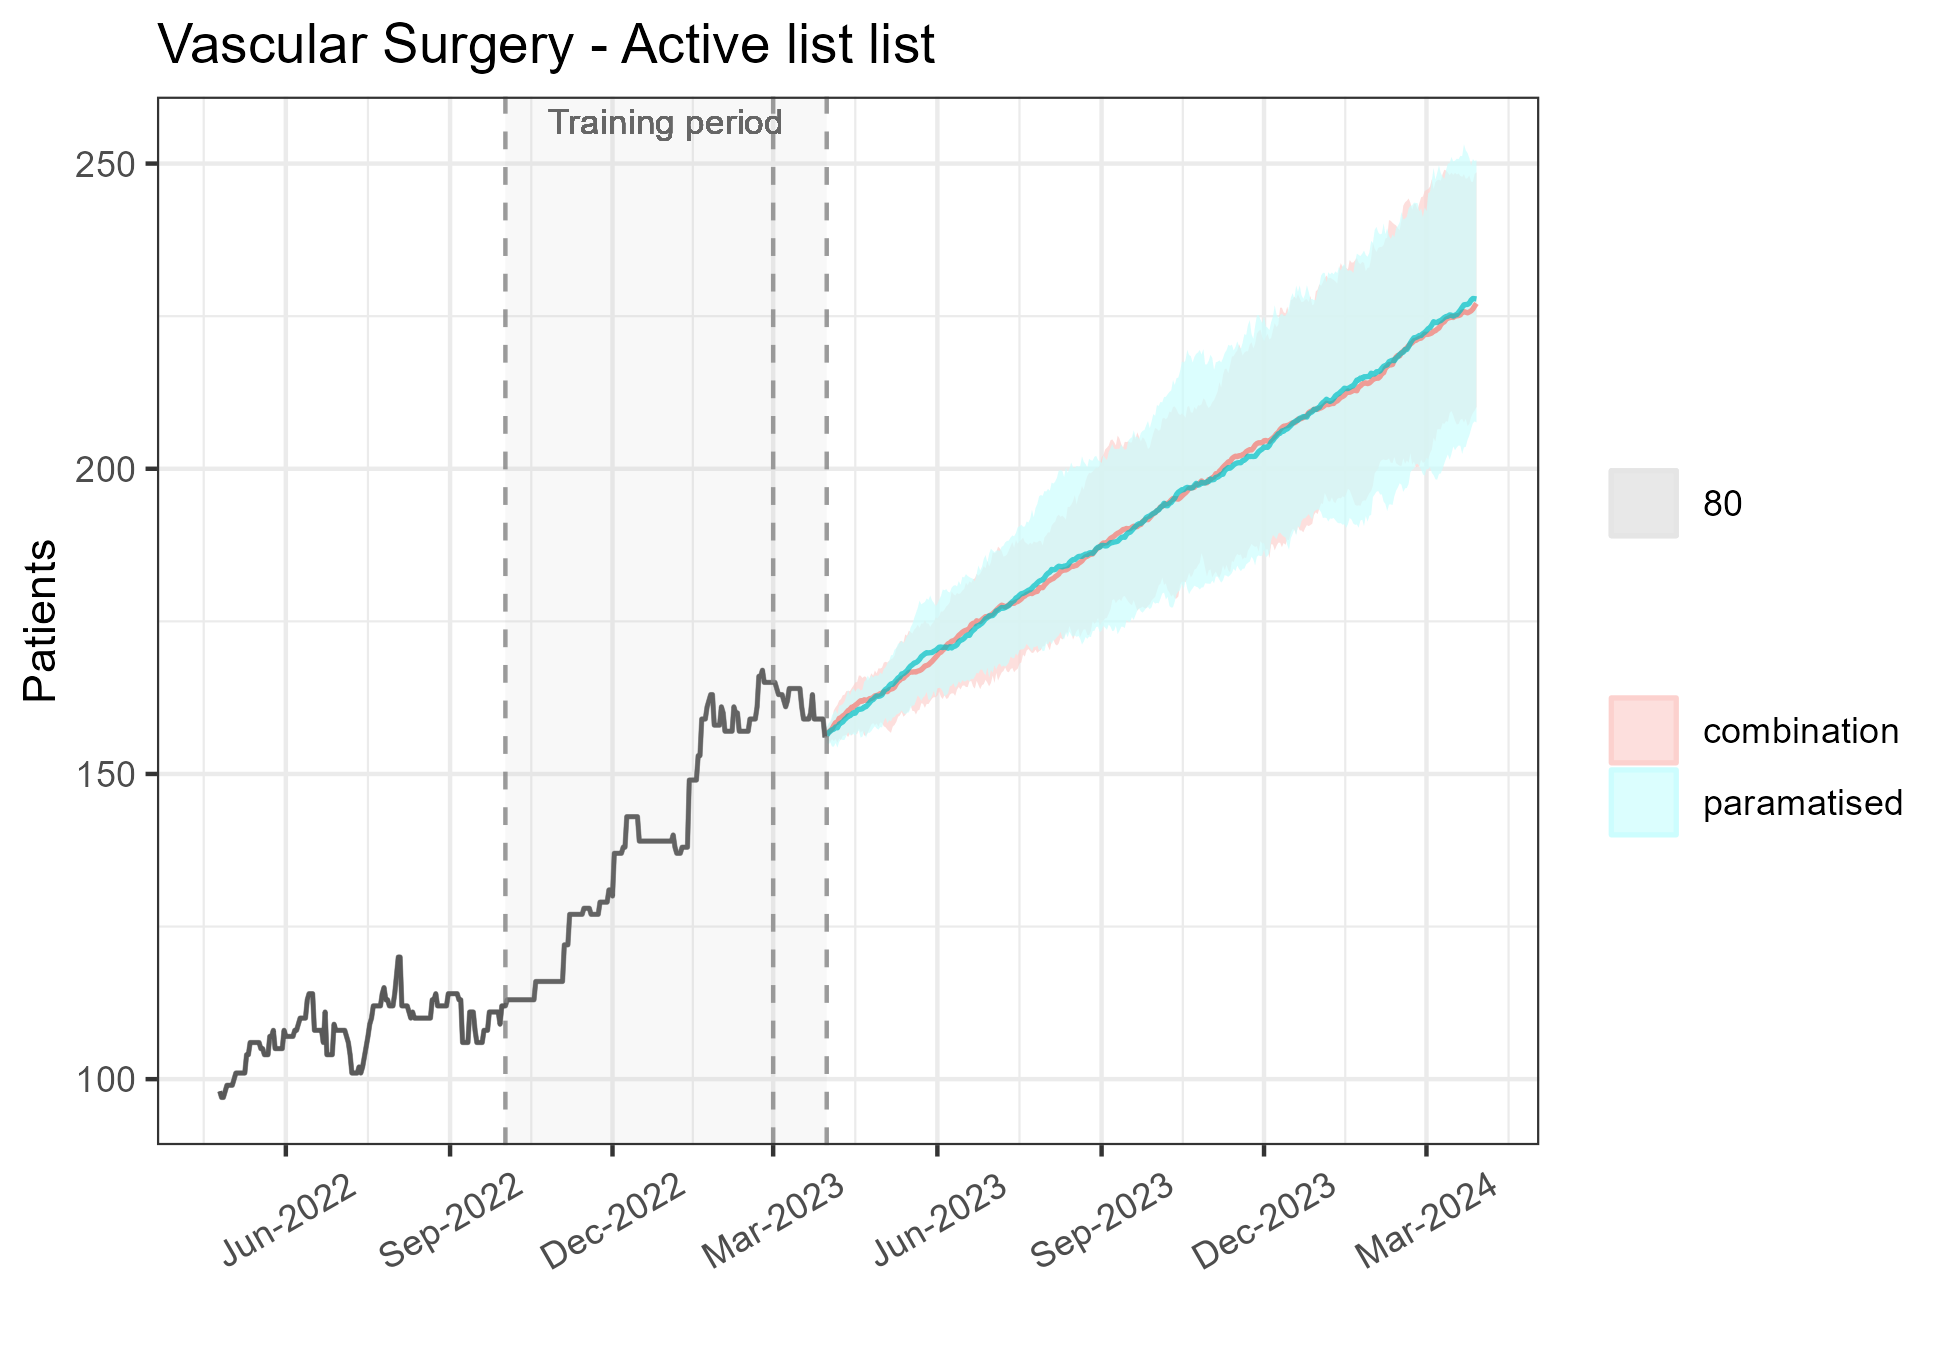 Vascular Surgery - Active list list
Training period
250
200
150
100
Patients
Jun-2022
Sep-2022
Dec-2022
Mar-2023
Jun-2023
Sep-2023
Dec-2023
Mar-2024
80
combination
paramatised